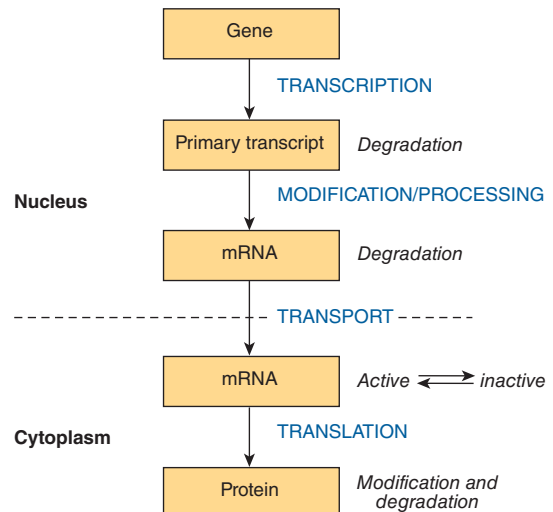 Gene
TRANSCRIPTION
Primary transcript Degradation
Nucleus
MODIFICATION/PROCESSING
mRNA Degradation
TRANSPORT
mRNA Active inactive
Cytoplasm
TRANSLATION
Protein Modification and
degradation